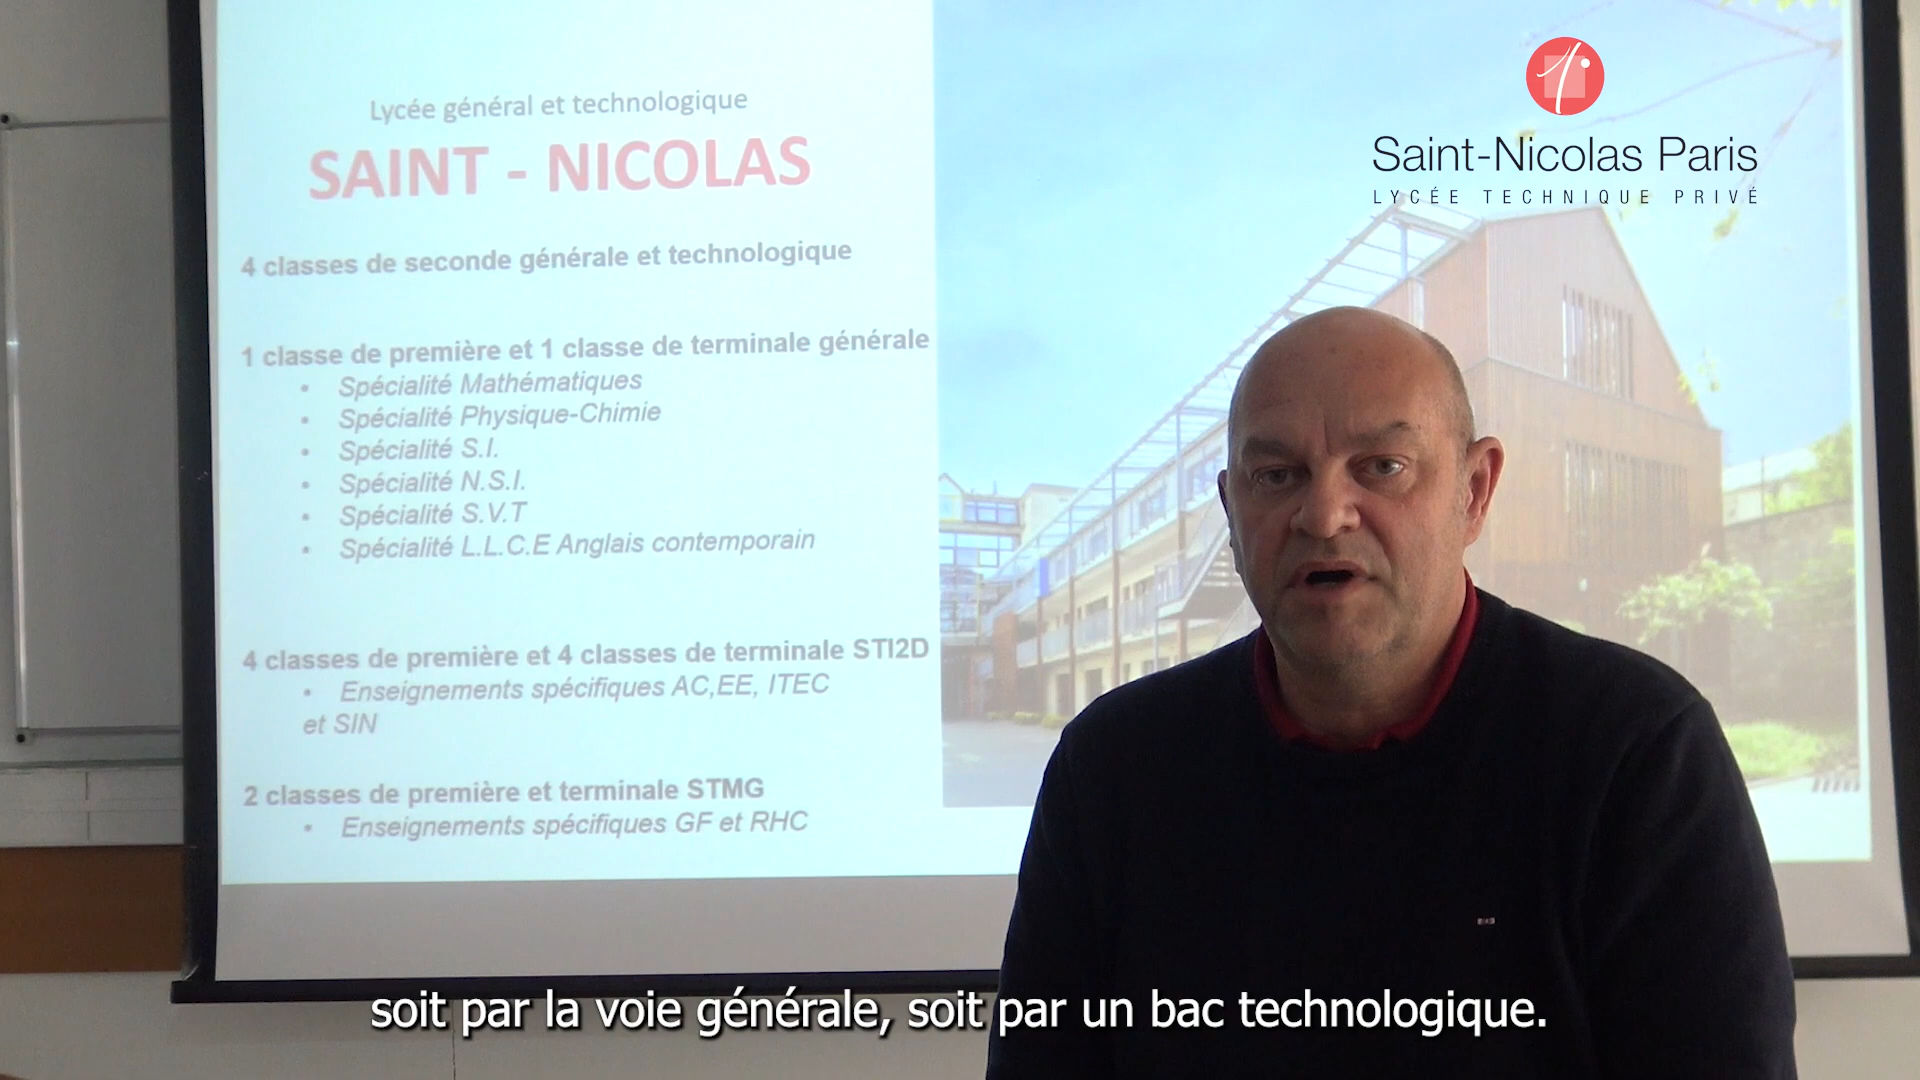 Lycée général et technologique
SAINT - NICOLAS
4 classes de seconde générale et technologique
1 classe de première et 1 classe de terminale générale
• Spécialité Mathématiques
• Spécialité Physique-Chimie
• Spécialité S.I.
• Spécialité N.S.I.
• Spécialité S.V.T
• Spécialité L.L.C.E Anglais contemporain
4 classes de première et 4 classes de terminale STI2D
• Enseignements spécifiques AC,EE, ITEC
et SIN
2 classes de première et terminale STMG
• Enseignements spécifiques GF et RHC
Saint-Nicolas Paris
LYCÉE TECHNIQUE PRIVÉ
soit par la voie générale, soit par un bac technologique.